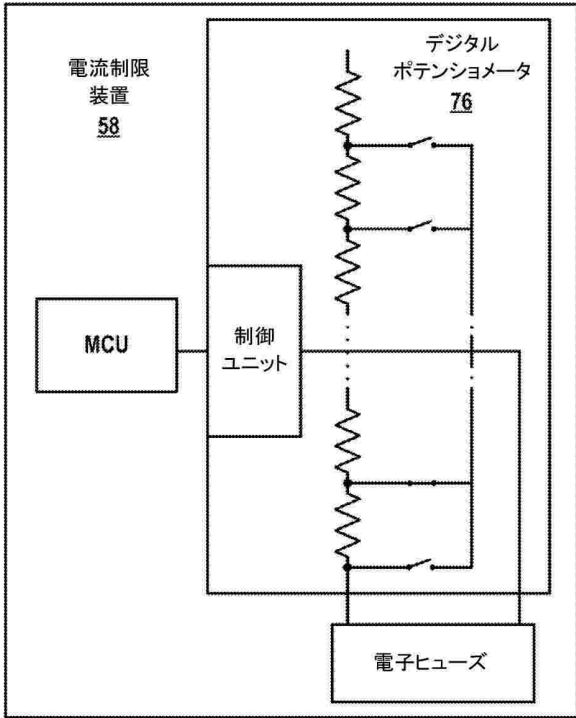 電流制限
装置
58
デジタル
ポテンショメータ
76
MCU
制御
ユニット
電子ヒューズ